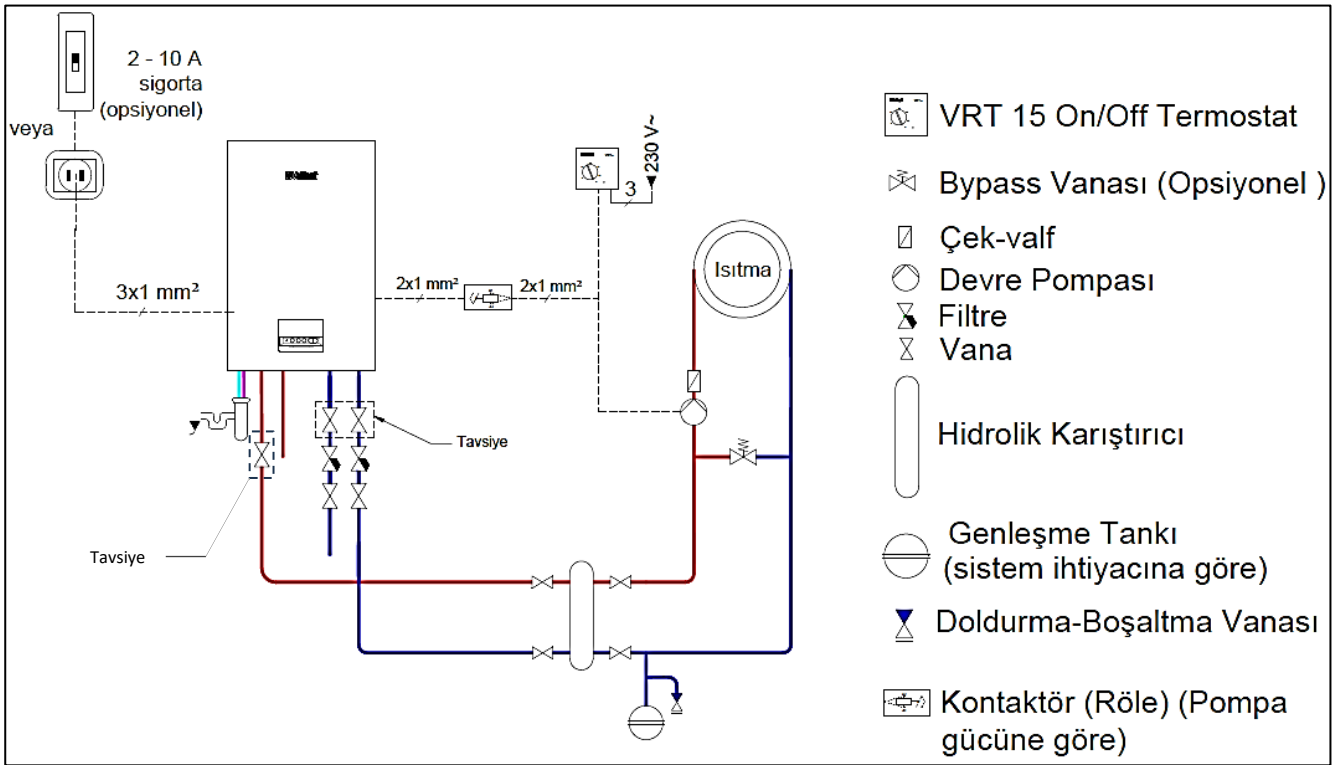 2 - 10 A
sigorta
(opsiyonel)
veya
3x1 mm²
Vaillant
2x1 mm²
2x1 mm²
3
230 V~
Isıtma
Tavsiye
Tavsiye
VRT 15 On/Off Termostat
Bypass Vanası (Opsiyonel )
Çek-valf
Devre Pompası
Filtre
Vana
Hidrolik Karıştırıcı
Genleşme Tankı
(sistem ihtiyacına göre)
Doldurma-Boşaltma Vanası
Kontaktör (Röle) (Pompa
gücüne göre)